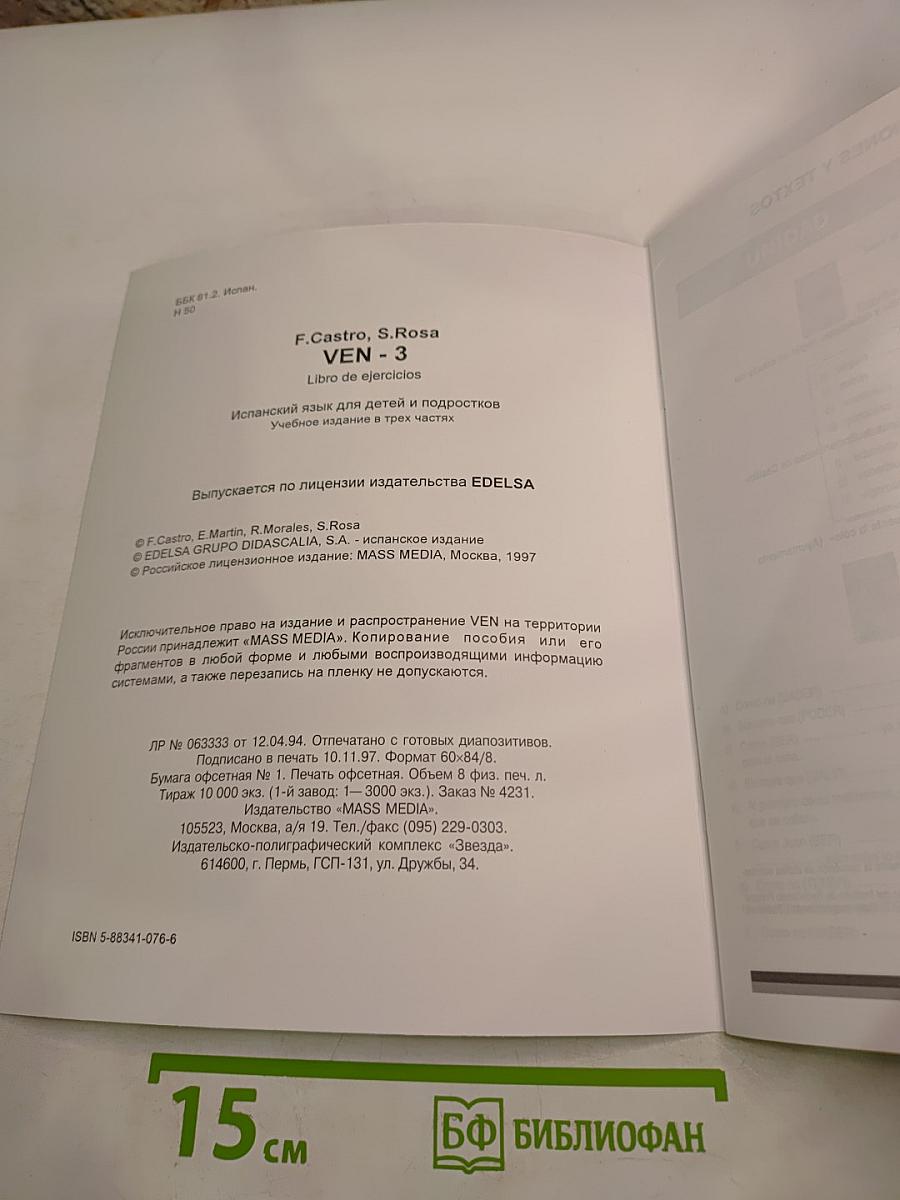 ББК 81.2. Испан.
Н 50
F.Castro, S.Rosa
VEN - 3
Libro de ejercicios
Испанский язык для детей и подростков
Учебное издание в трех частях
Выпускается по лицензии издательства EDELSA
© F.Castro, E.Martin, R.Morales, S.Rosa
© EDELSA GRUPO DIDASCALIA, S.A. - испанское издание
© Российское лицензионное издание: MASS MEDIA, Москва, 1997
Исключительное право на издание и распространение VEN на территории
России принадлежит «MASS MEDIA». Копирование пособия или его
фрагментов в любой форме и любыми воспроизводящими информацию
системами, а также перезапись на пленку не допускаются.
ЛР № 063333 от 12.04.94. Отпечатано с готовых диапозитивов.
Подписано в печать 10.11.97. Формат 60×84/8.
Бумага офсетная № 1. Печать офсетная. Объем 8 физ. печ. л.
Тираж 10 000 экз. (1-й завод: 1— 3000 экз.). Заказ № 4231.
Издательство «MASS MEDIA».
105523, Москва, а/я 19. Тел./факс (095) 229-0303.
Издательско-полиграфический комплекс «Звезда».
614600, г. Пермь, ГСП-131, ул. Дружбы, 34.
ISBN 5-88341-076-6
15 см
БФ БИБЛИОФАН